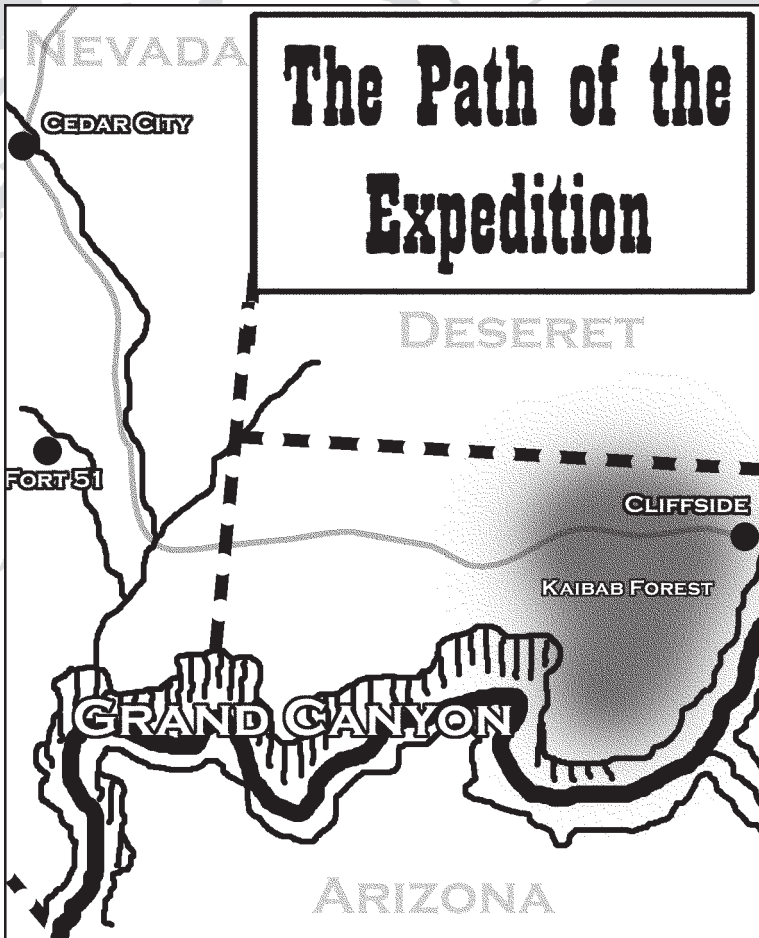 NEVADA
The Path of the
Expedition
CEDAR CITY
DESERET
FORT 51
CLIFFSIDE
KAIBAB FOREST
GRAND CANYON
ARIZONA